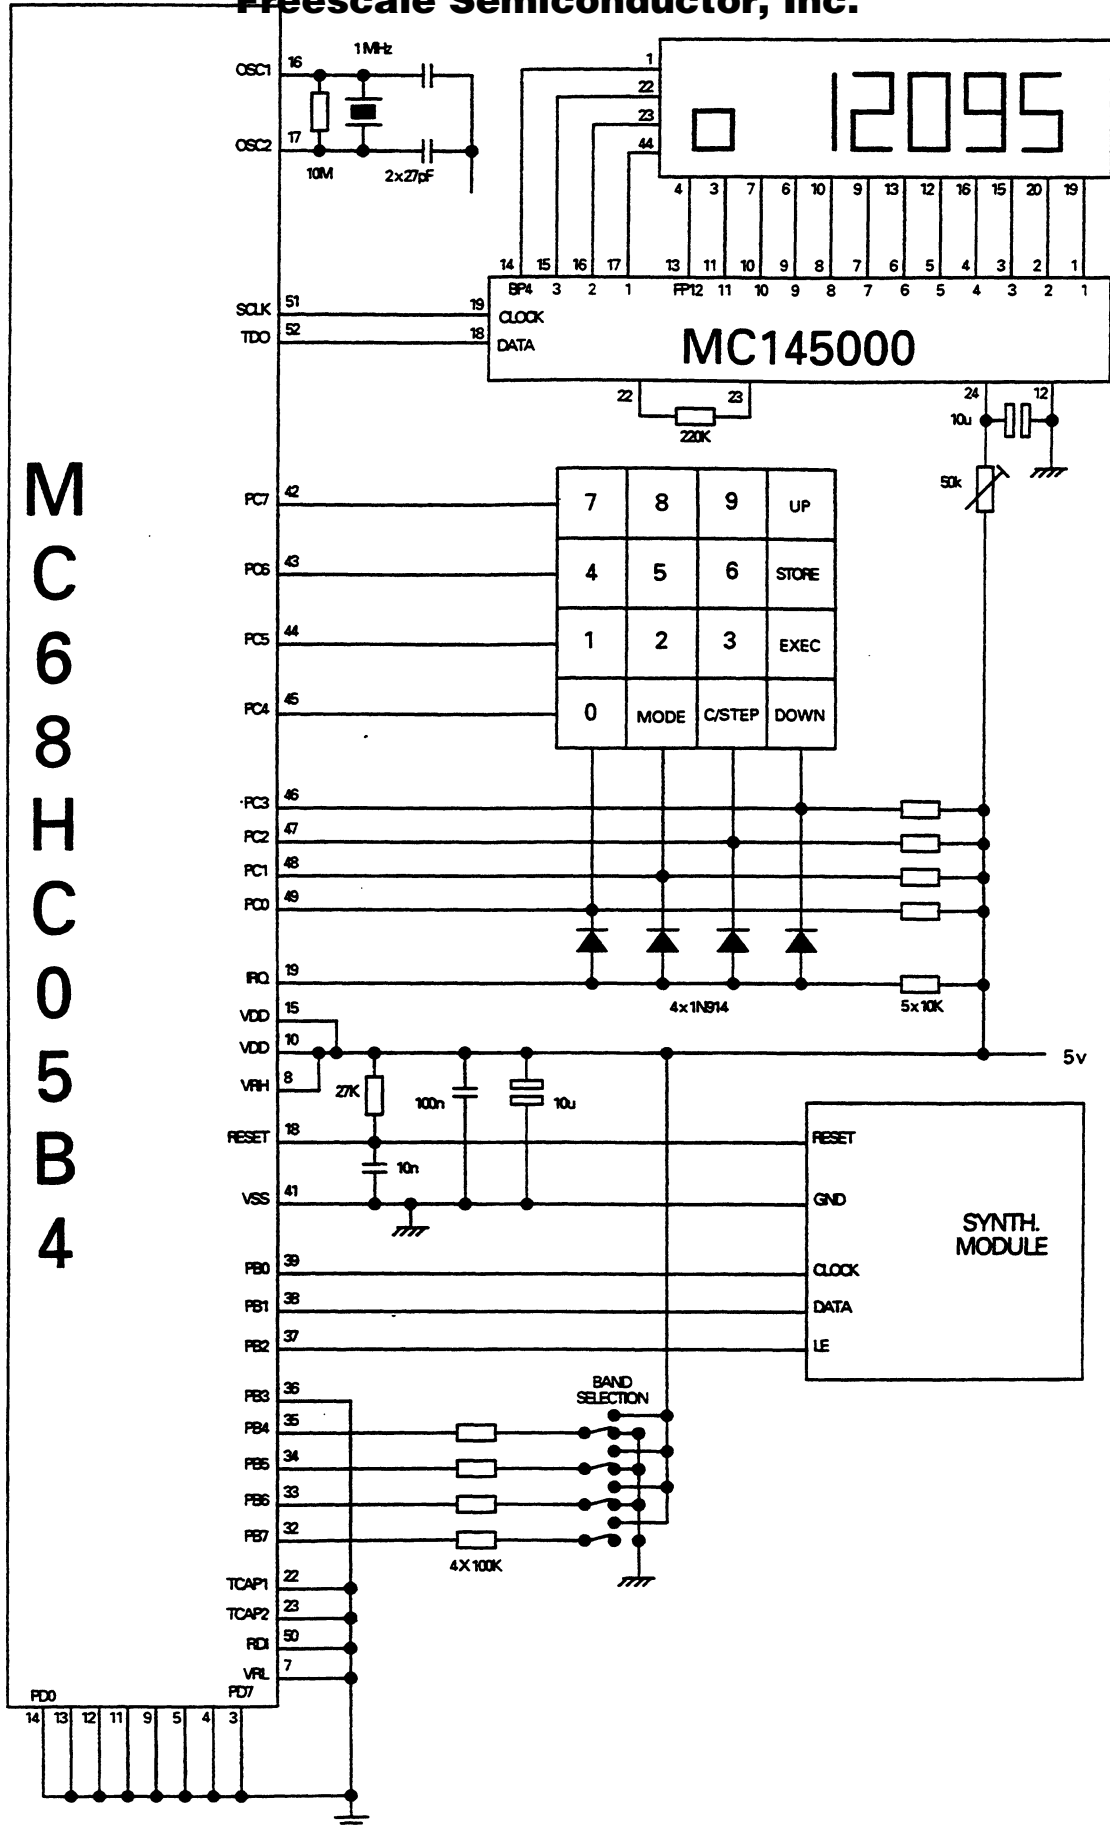 Freescale Semiconductor, Inc.
OSC1 16
1 MHz
OSC2 17
10M
2x27pF
1
22
23
44
12095
4 3 7 6 10 9 13 12 16 15 20 19
14 15 16 17 13 11 10 9 8 7 6 5 4 3 2 1
BP4 3 2 1 FP12 11 10 9 8 7 6 5 4 3 2 1
SCLK 51
19 CLOCK
TDO 52
18 DATA
MC145000
22 23
220K
24 12
10u
50k
MC68HC05B4
PC7 42
7 8 9 UP
PC6 43
4 5 6 STORE
PC5 44
1 2 3 EXEC
PC4 45
0 MODE C/STEP DOWN
PC3 46
PC2 47
PC1 48
PC0 49
IRQ 19
4x1N914
5x10K
VDD 15
VDD 10
5v
VRH 8
27K
100n
10u
RESET 18
RESET
10n
VSS 41
GND
SYNTH.
MODULE
PB0 39
CLOCK
PB1 38
DATA
PB2 37
LE
BAND
SELECTION
PB3 36
PB4 35
PB5 34
PB6 33
PB7 32
4X100K
TCAP1 22
TCAP2 23
RDI 50
VRL 7
PD0 PD7
14 13 12 11 9 5 4 3